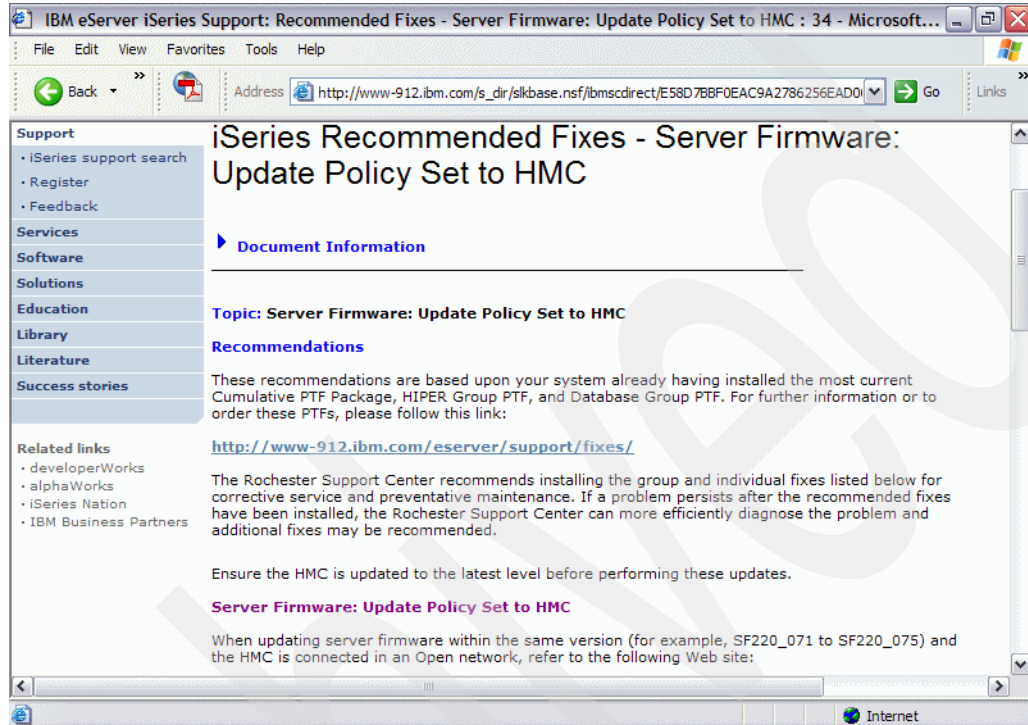 IBM eServer iSeries Support: Recommended Fixes - Server Firmware: Update Policy Set to HMC : 34 - Microsoft...
File Edit View Favorites Tools Help
Back » Address http://www-912.ibm.com/s_dir/slkbase.nsf/ibmscdirect/E58D7BBF0EAC9A2786256EAD0 Go Links »
Support
· iSeries support search
· Register
· Feedback
Services
Software
Solutions
Education
Library
Literature
Success stories
Related links
· developerWorks
· alphaWorks
· iSeries Nation
· IBM Business Partners
iSeries Recommended Fixes - Server Firmware:
Update Policy Set to HMC
Document Information
Topic: Server Firmware: Update Policy Set to HMC
Recommendations
These recommendations are based upon your system already having installed the most current
Cumulative PTF Package, HIPER Group PTF, and Database Group PTF. For further information or to
order these PTFs, please follow this link:
http://www-912.ibm.com/eserver/support/fixes/
The Rochester Support Center recommends installing the group and individual fixes listed below for
corrective service and preventative maintenance. If a problem persists after the recommended fixes
have been installed, the Rochester Support Center can more efficiently diagnose the problem and
additional fixes may be recommended.
Ensure the HMC is updated to the latest level before performing these updates.
Server Firmware: Update Policy Set to HMC
When updating server firmware within the same version (for example, SF220_071 to SF220_075) and
the HMC is connected in an Open network, refer to the following Web site:
Internet